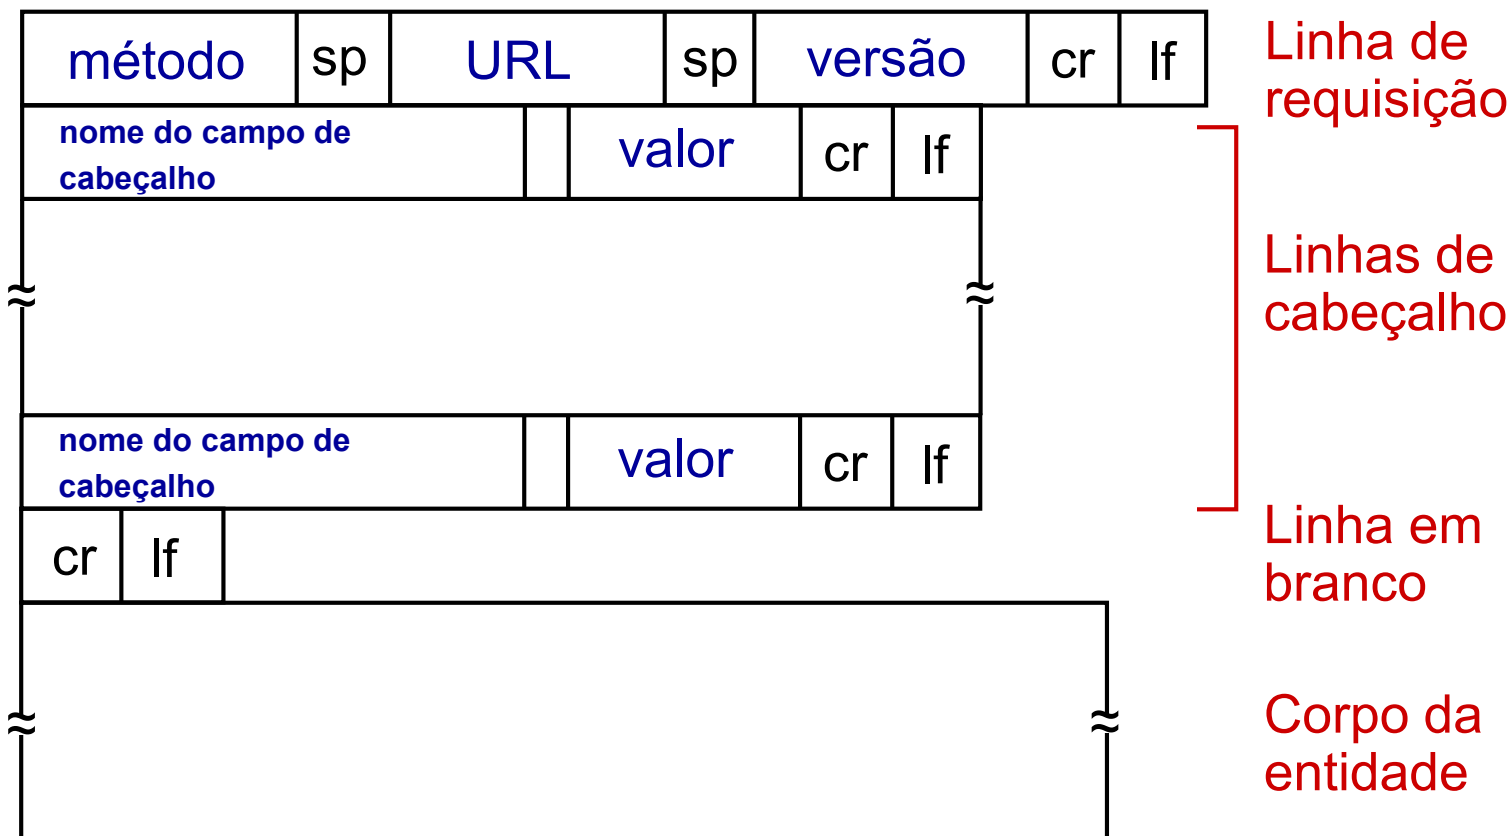 método sp URL sp versão cr lf
Linha de
requisição
nome do campo de
cabeçalho
valor cr lf
Linhas de
cabeçalho
nome do campo de
cabeçalho
valor cr lf
cr lf
Linha em
branco
Corpo da
entidade